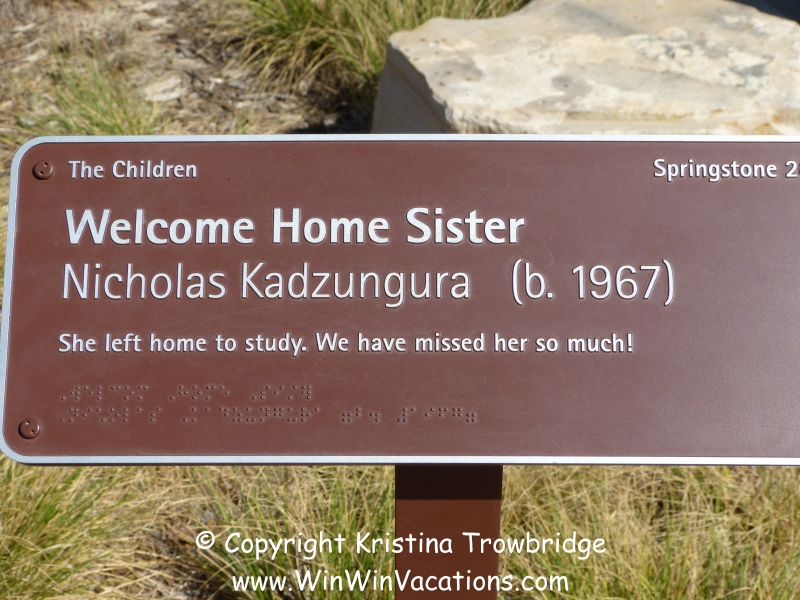 The Children Springstone 2
Welcome Home Sister
Nicholas Kadzungura (b. 1967)
She left home to study. We have missed her so much!
© Copyright Kristina Trowbridge
www.WinWinVacations.com